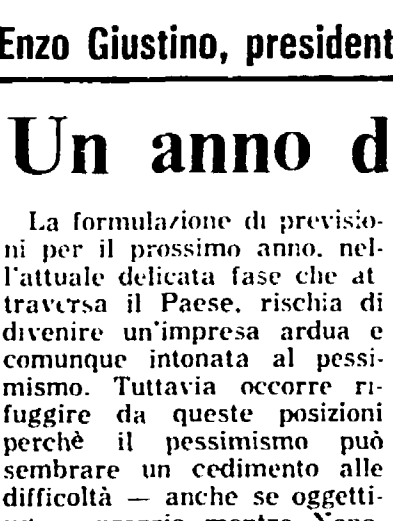 Enzo Giustino, president
Un anno d
La formulazione di previsio-
ni per il prossimo anno, nel-
l'attuale delicata fase che at
traversa il Paese, rischia di
divenire un'impresa ardua e
comunque intonata al pessi-
mismo. Tuttavia occorre ri-
fuggire da queste posizioni
perchè il pessimismo può
sembrare un cedimento alle
difficoltà — anche se oggetti-
proprio mentre